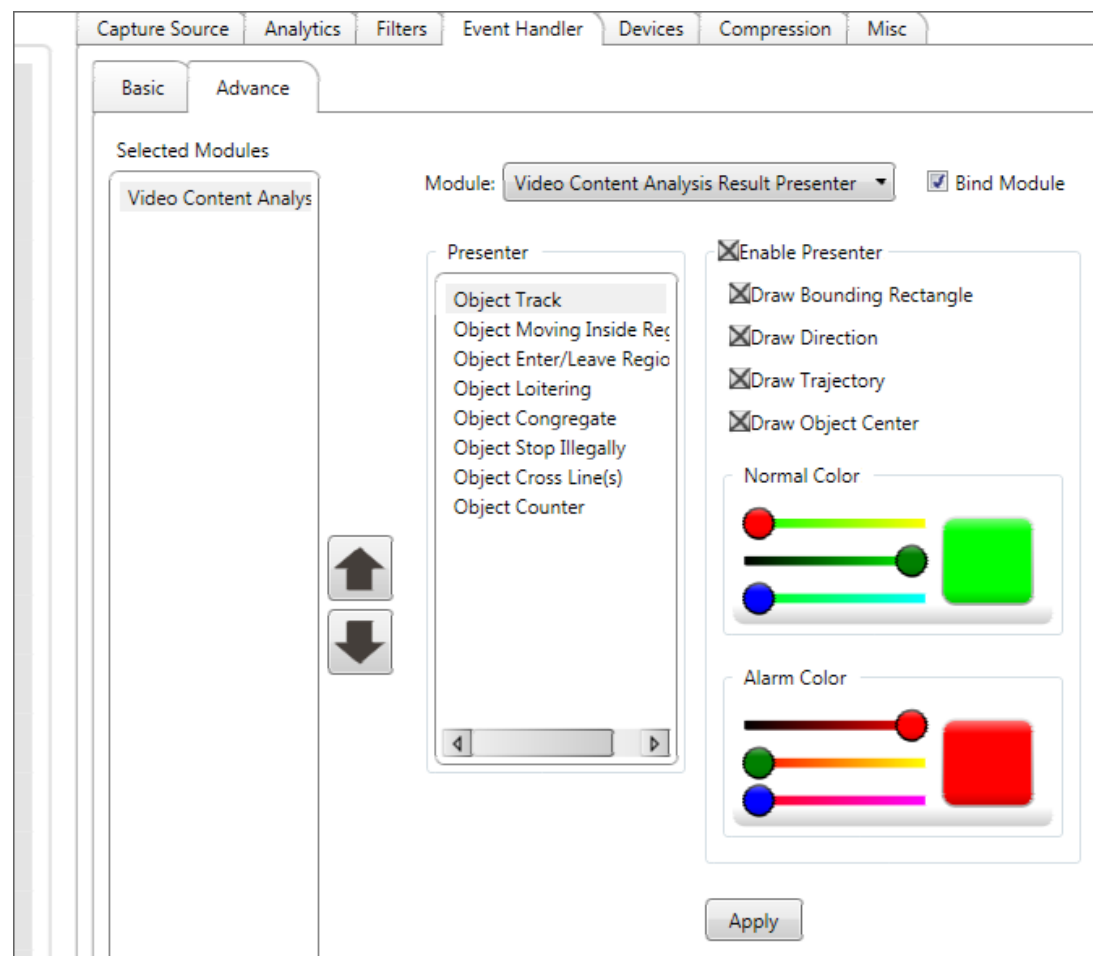 Capture Source Analytics Filters Event Handler Devices Compression Misc
Basic Advance
Selected Modules
Video Content Analys
Module: Video Content Analysis Result Presenter Bind Module
Presenter
Object Track
Object Moving Inside Reg
Object Enter/Leave Regio
Object Loitering
Object Congregate
Object Stop Illegally
Object Cross Line(s)
Object Counter
Enable Presenter
Draw Bounding Rectangle
Draw Direction
Draw Trajectory
Draw Object Center
Normal Color
Alarm Color
Apply